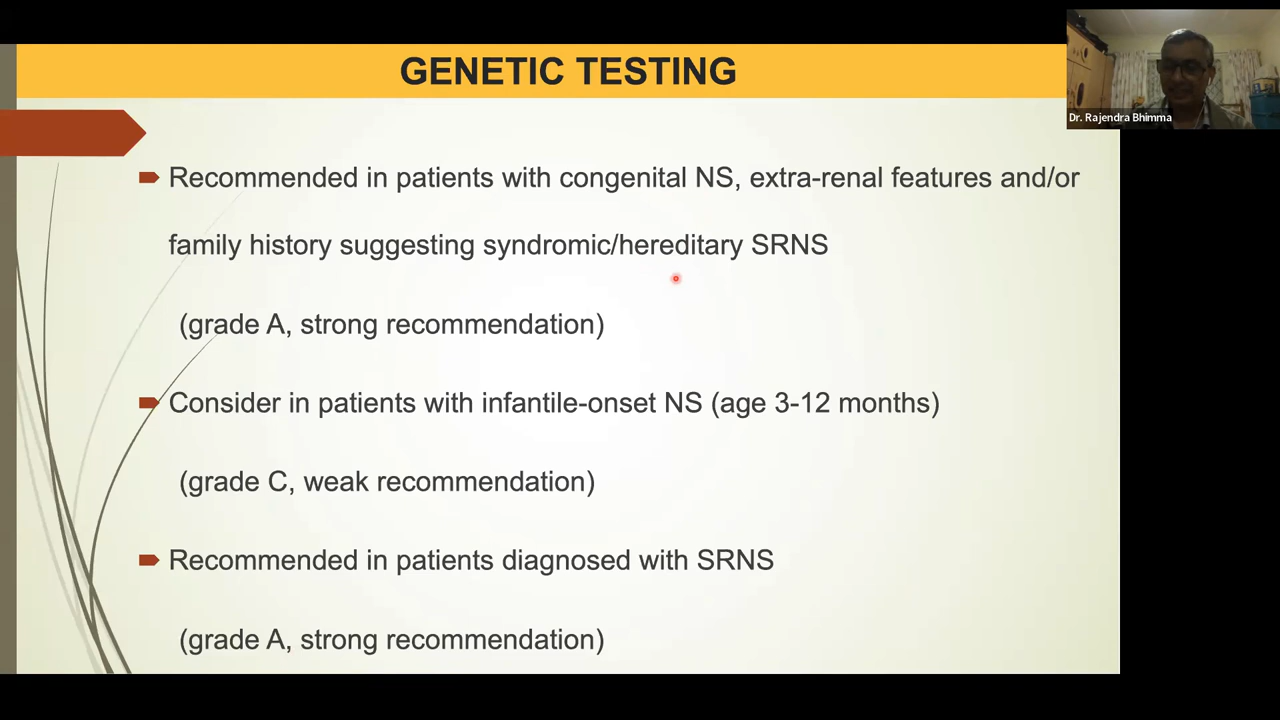 GENETIC TESTING
Dr. Rajendra Bhimma
Recommended in patients with congenital NS, extra-renal features and/or
family history suggesting syndromic/hereditary SRNS
(grade A, strong recommendation)
Consider in patients with infantile-onset NS (age 3-12 months)
(grade C, weak recommendation)
Recommended in patients diagnosed with SRNS
(grade A, strong recommendation)